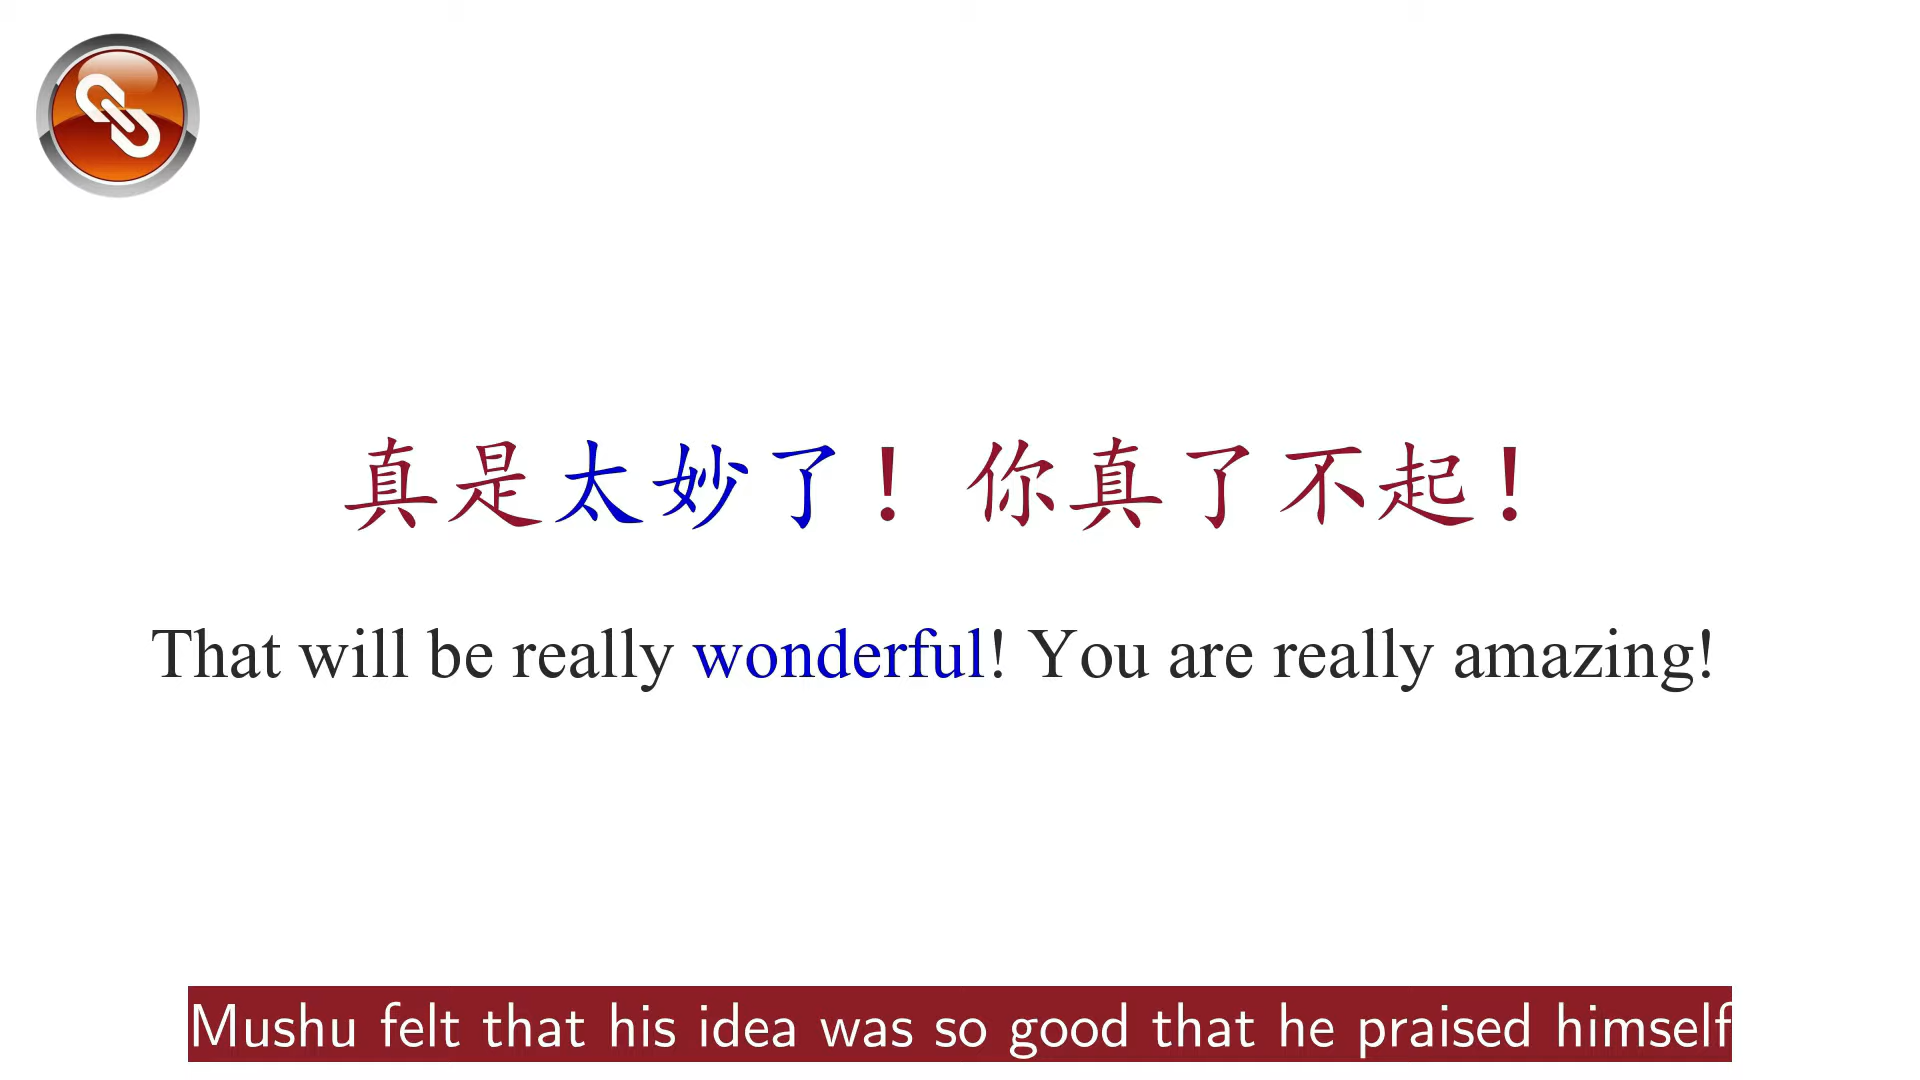 真是太妙了！你真了不起！
That will be really wonderful! You are really amazing!
Mushu felt that his idea was so good that he praised himself